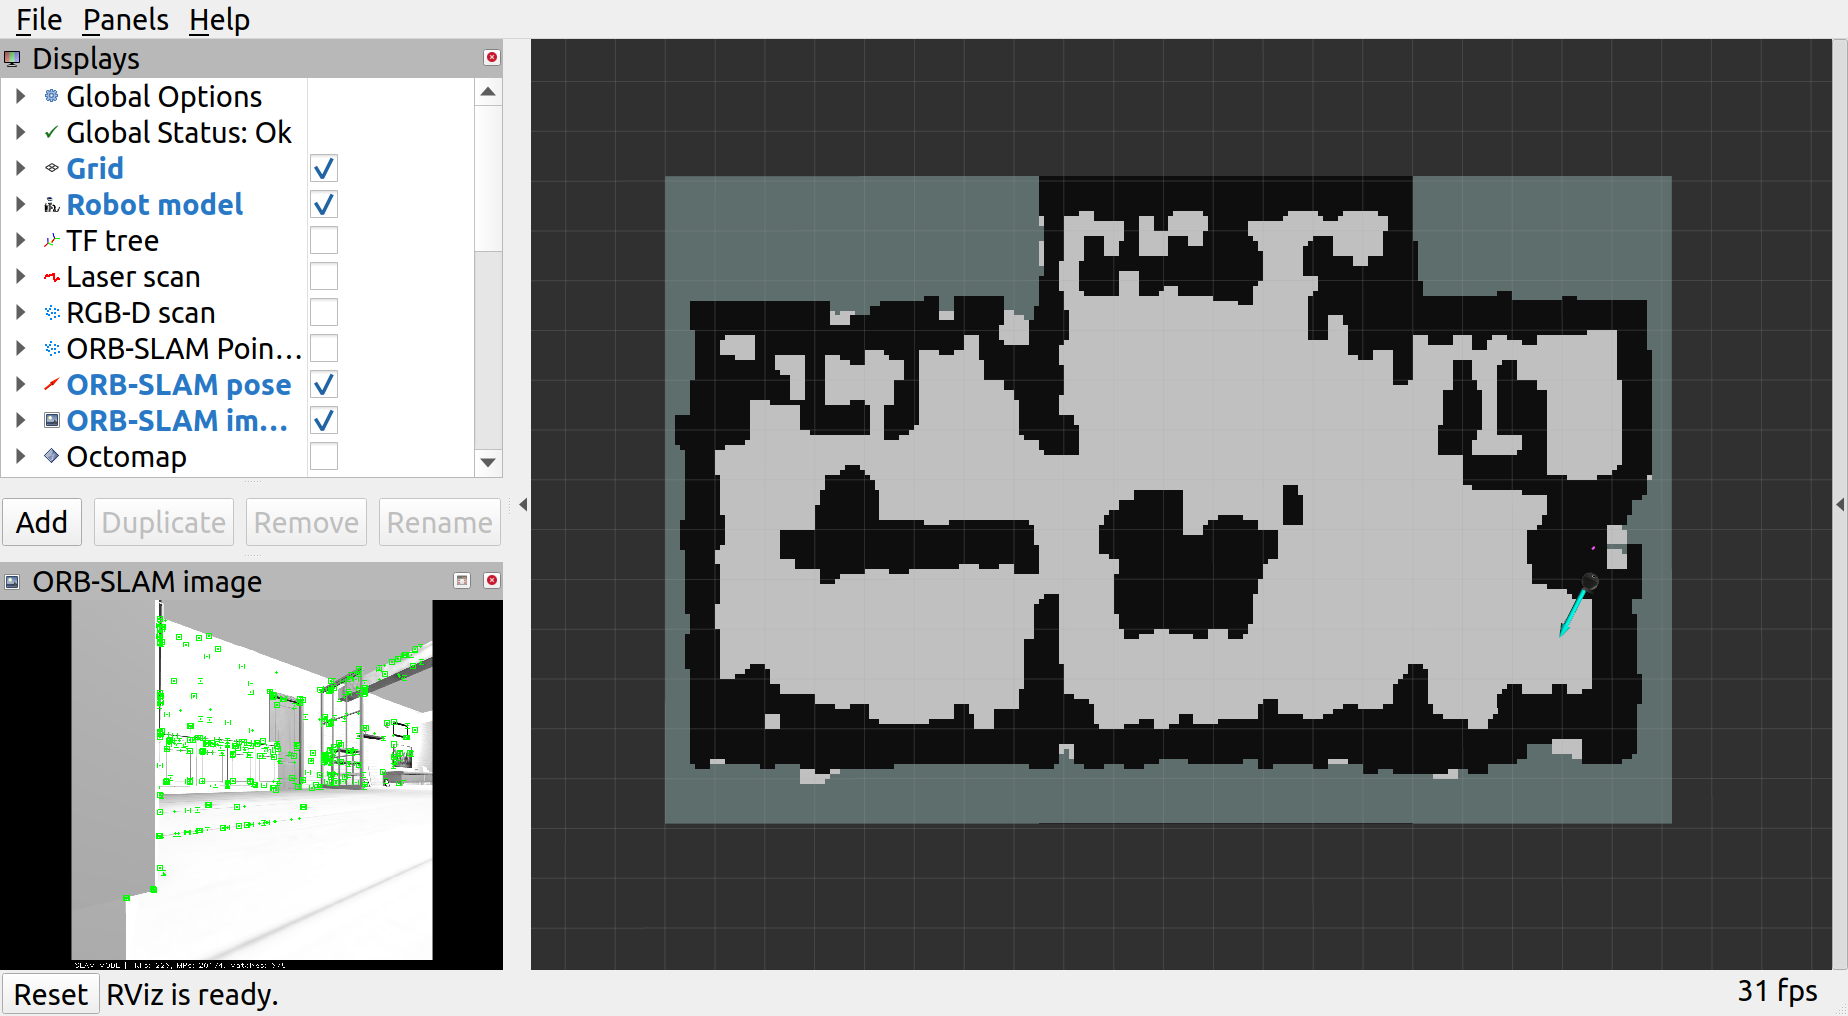 File Panels Help
Displays
Global Options
Global Status: Ok
Grid
Robot model
TF tree
Laser scan
RGB-D scan
ORB-SLAM Poin...
ORB-SLAM pose
ORB-SLAM im...
Octomap
Add Duplicate Remove Rename
ORB-SLAM image
SLAM MODE |
Reset RViz is ready.
31 fps